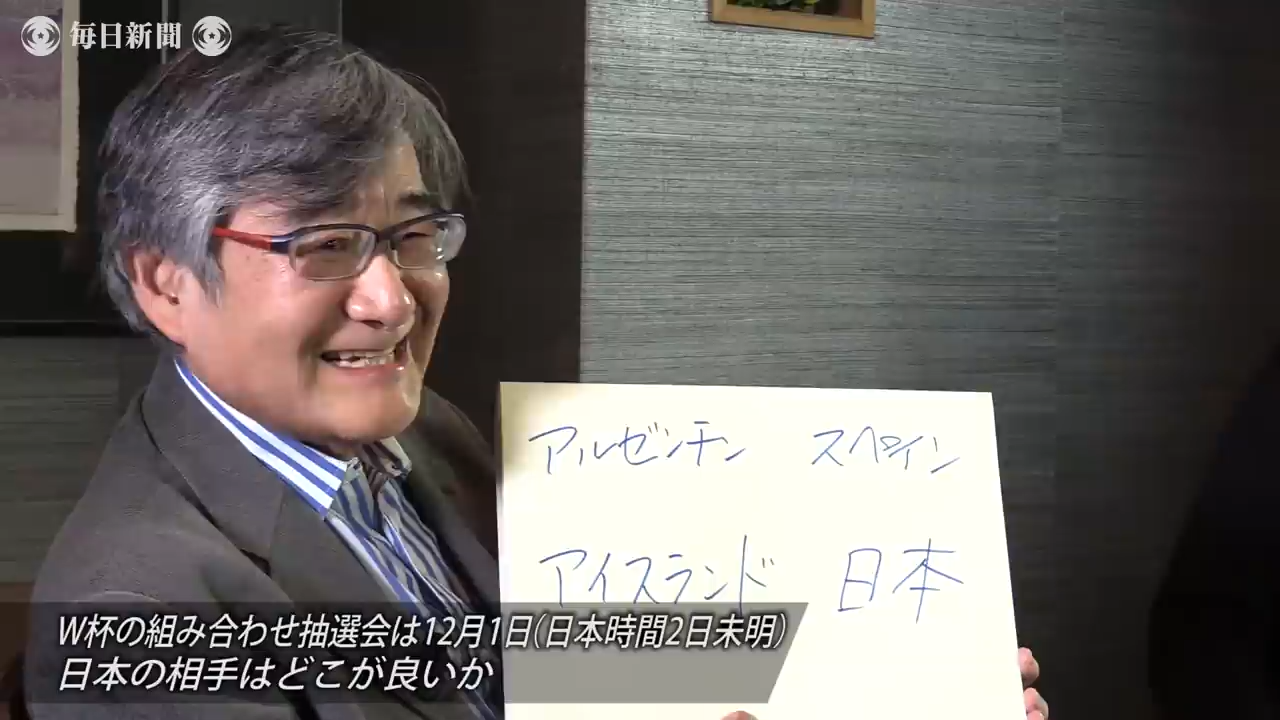 毎日新聞
アルゼンチン スペイン
アイスランド 日本
W杯の組み合わせ抽選会は12月1日(日本時間2日未明)
日本の相手はどこが良いか